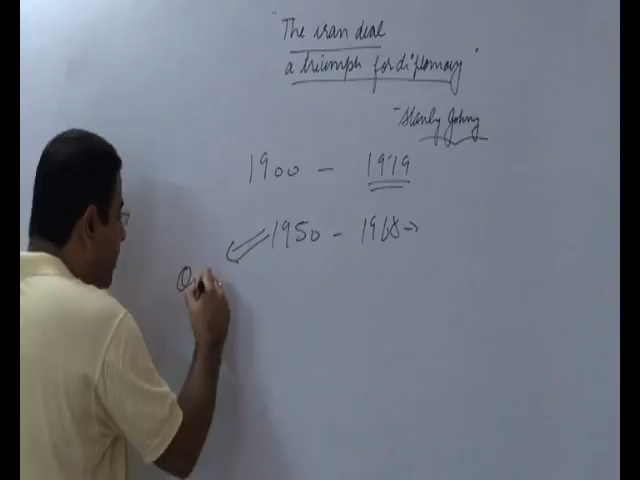 "The iran deal
a triumph for diplomacy"
-Stanly Johny
1900 - 1979
1950 - 1968 →